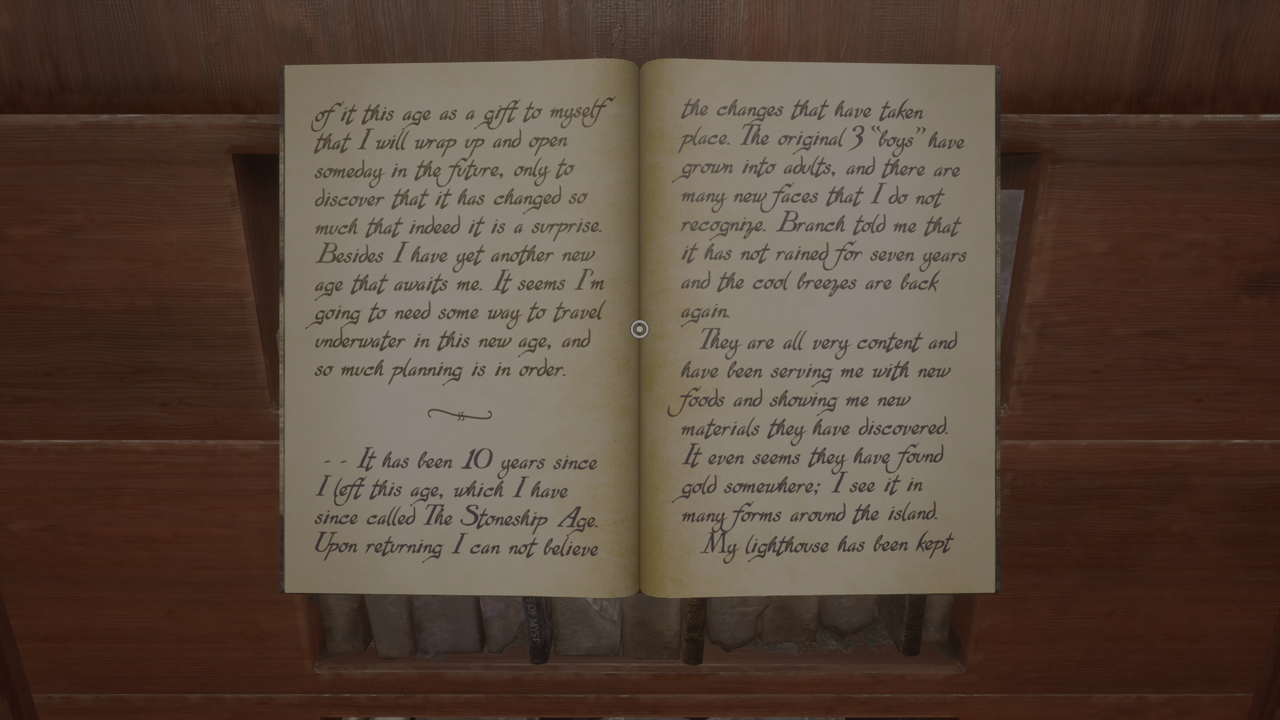 of it this age as a gift to myself
that I will wrap up and open
someday in the future, only to
discover that it has changed so
much that indeed it is a surprise.
Besides I have yet another new
age that awaits me. It seems I'm
going to need some way to travel
underwater in this new age, and
so much planning is in order.
- - It has been 10 years since
I left this age, which I have
since called The Stoneship Age.
Upon returning I can not believe
the changes that have taken
place. The original 3 "boys" have
grown into adults, and there are
many new faces that I do not
recognize. Branch told me that
it has not rained for seven years
and the cool breezes are back
again.
They are all very content and
have been serving me with new
foods and showing me new
materials they have discovered.
It even seems they have found
gold somewhere; I see it in
many forms around the island.
My lighthouse has been kept
OF MYST